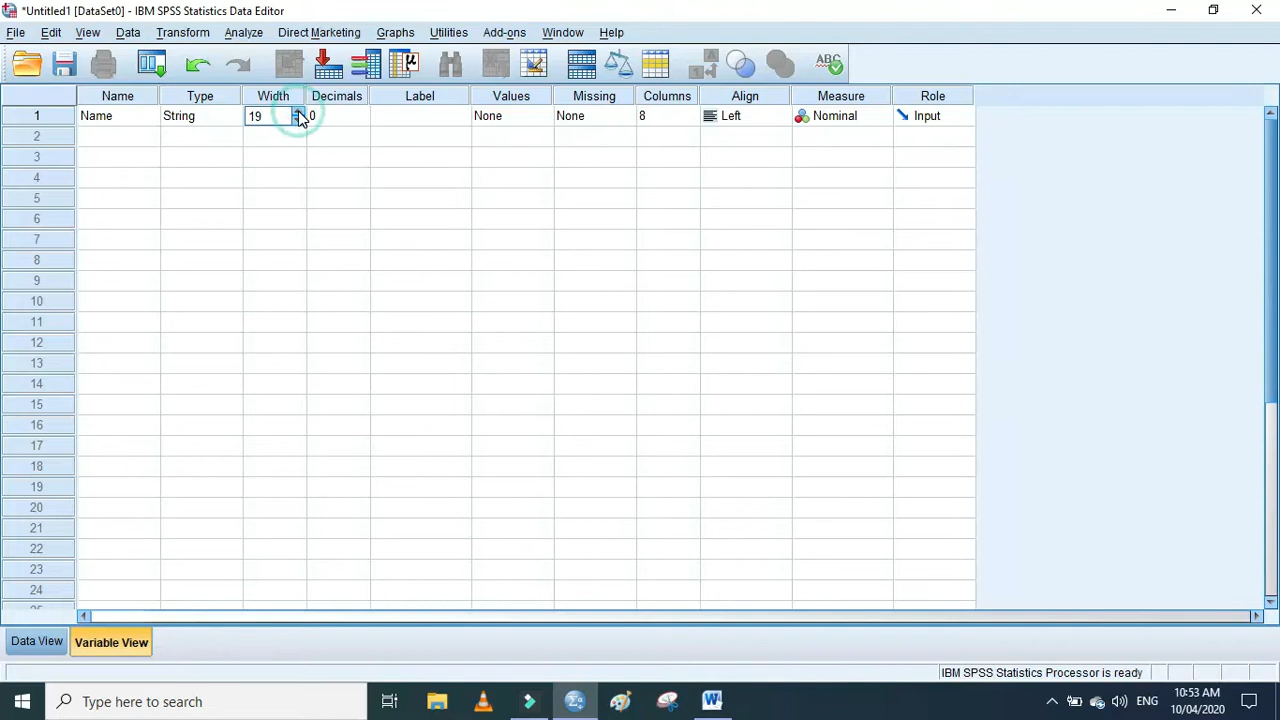 *Untitled1 [DataSet0] - IBM SPSS Statistics Data Editor
File Edit View Data Transform Analyze Direct Marketing Graphs Utilities Add-ons Window Help
Name Type Width Decimals Label Values Missing Columns Align Measure Role
1 Name String 19 0 None None 8 Left Nominal Input
2
3
4
5
6
7
8
9
10
11
12
13
14
15
16
17
18
19
20
21
22
23
24
Data View Variable View
IBM SPSS Statistics Processor is ready
Type here to search
W
ENG
10:53 AM
10/04/2020